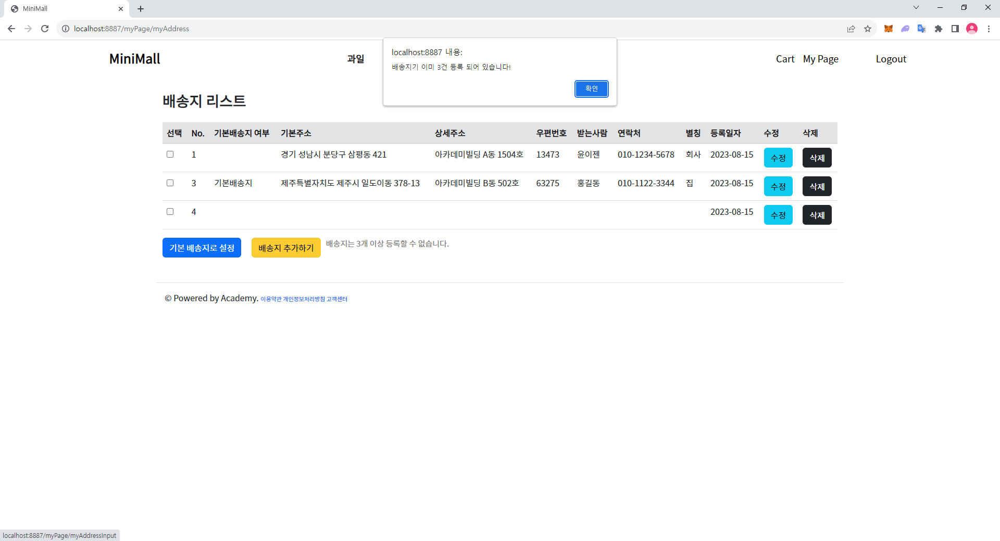 MiniMall
localhost:8887/myPage/myAddress
localhost:8887 내용:
배송지기 이미 3건 등록 되어 있습니다!
확인
MiniMall 과일 Cart My Page Logout
배송지 리스트
선택 No. 기본배송지 여부 기본주소 상세주소 우편번호 받는사람 연락처 별칭 등록일자 수정 삭제
1 경기 성남시 분당구 삼평동 421 아카데미빌딩 A동 1504호 13473 윤이젠 010-1234-5678 회사 2023-08-15 수정 삭제
3 기본배송지 제주특별자치도 제주시 일도이동 378-13 아카데미빌딩 B동 502호 63275 홍길동 010-1122-3344 집 2023-08-15 수정 삭제
4 2023-08-15 수정 삭제
기본 배송지로 설정 배송지 추가하기 배송지는 3개 이상 등록할 수 없습니다.
© Powered by Academy. 이용약관 개인정보처리방침 고객센터
localhost:8887/myPage/myAddressInput